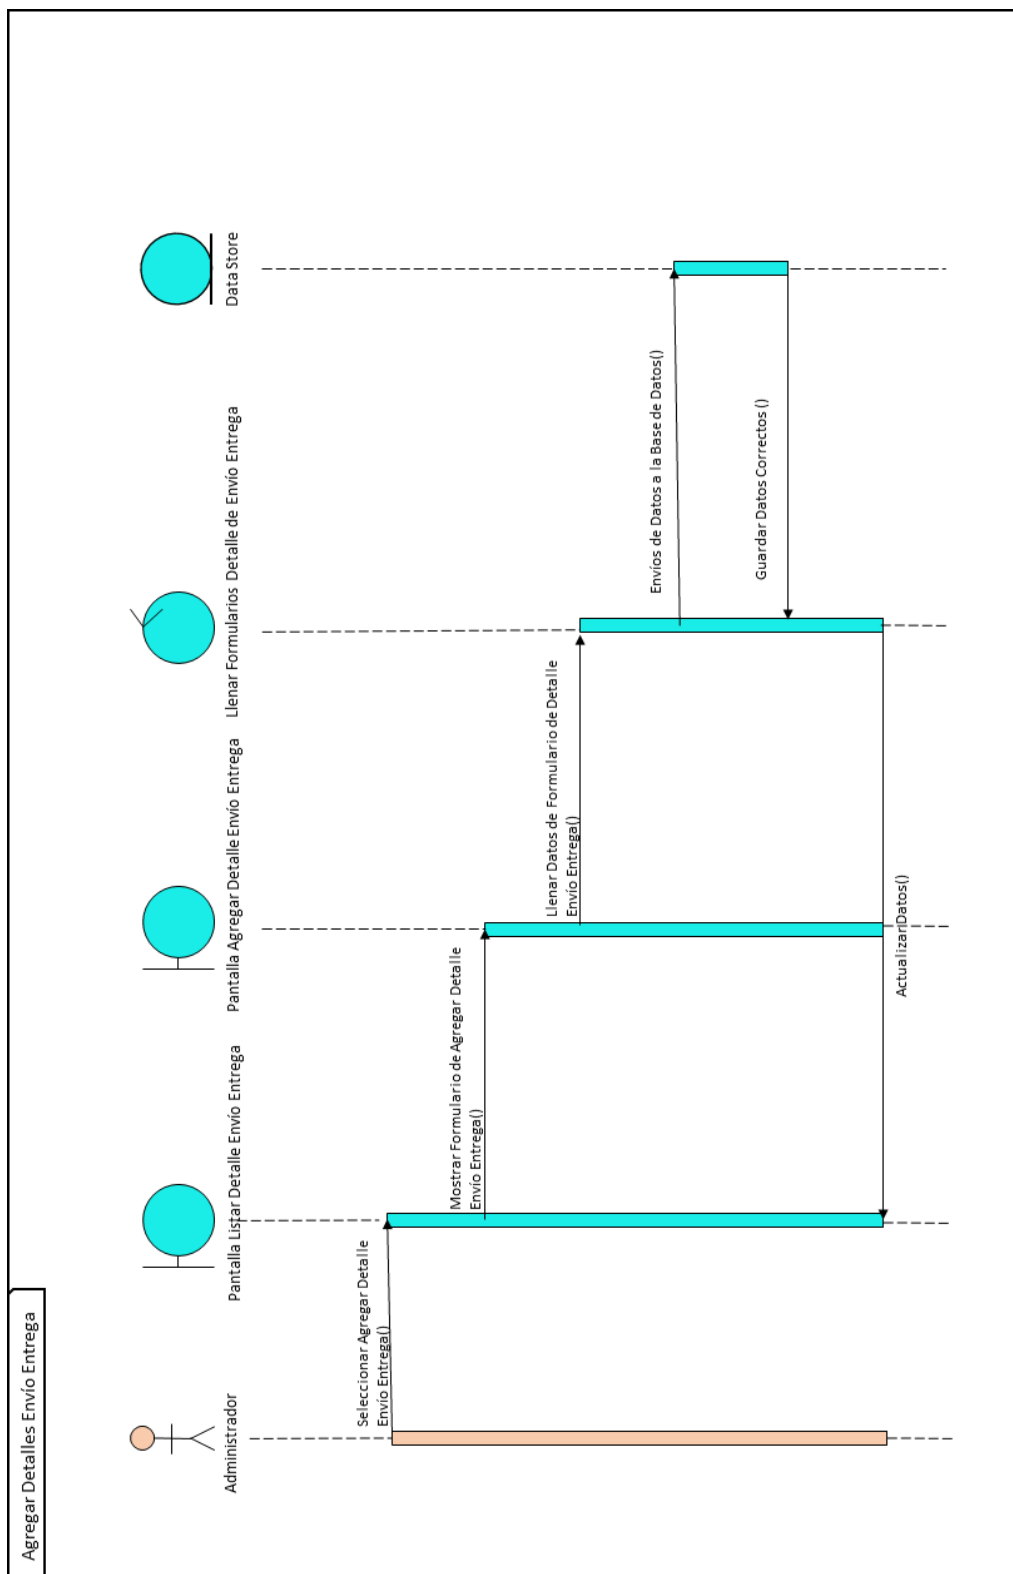 Agregar Detalles Envío Entrega
Administrador
Pantalla Listar Detalle Envío Entrega
Pantalla Agregar Detalle Envío Entrega
Llenar Formularios Detalle de Envío Entrega
Data Store
Seleccionar Agregar Detalle
Envío Entrega()
Mostrar Formulario de Agregar Detalle
Envío Entrega()
Llenar Datos de Formulario de Detalle
Envío Entrega()
Envíos de Datos a la Base de Datos()
Guardar Datos Correctos ()
Actualizar Datos()